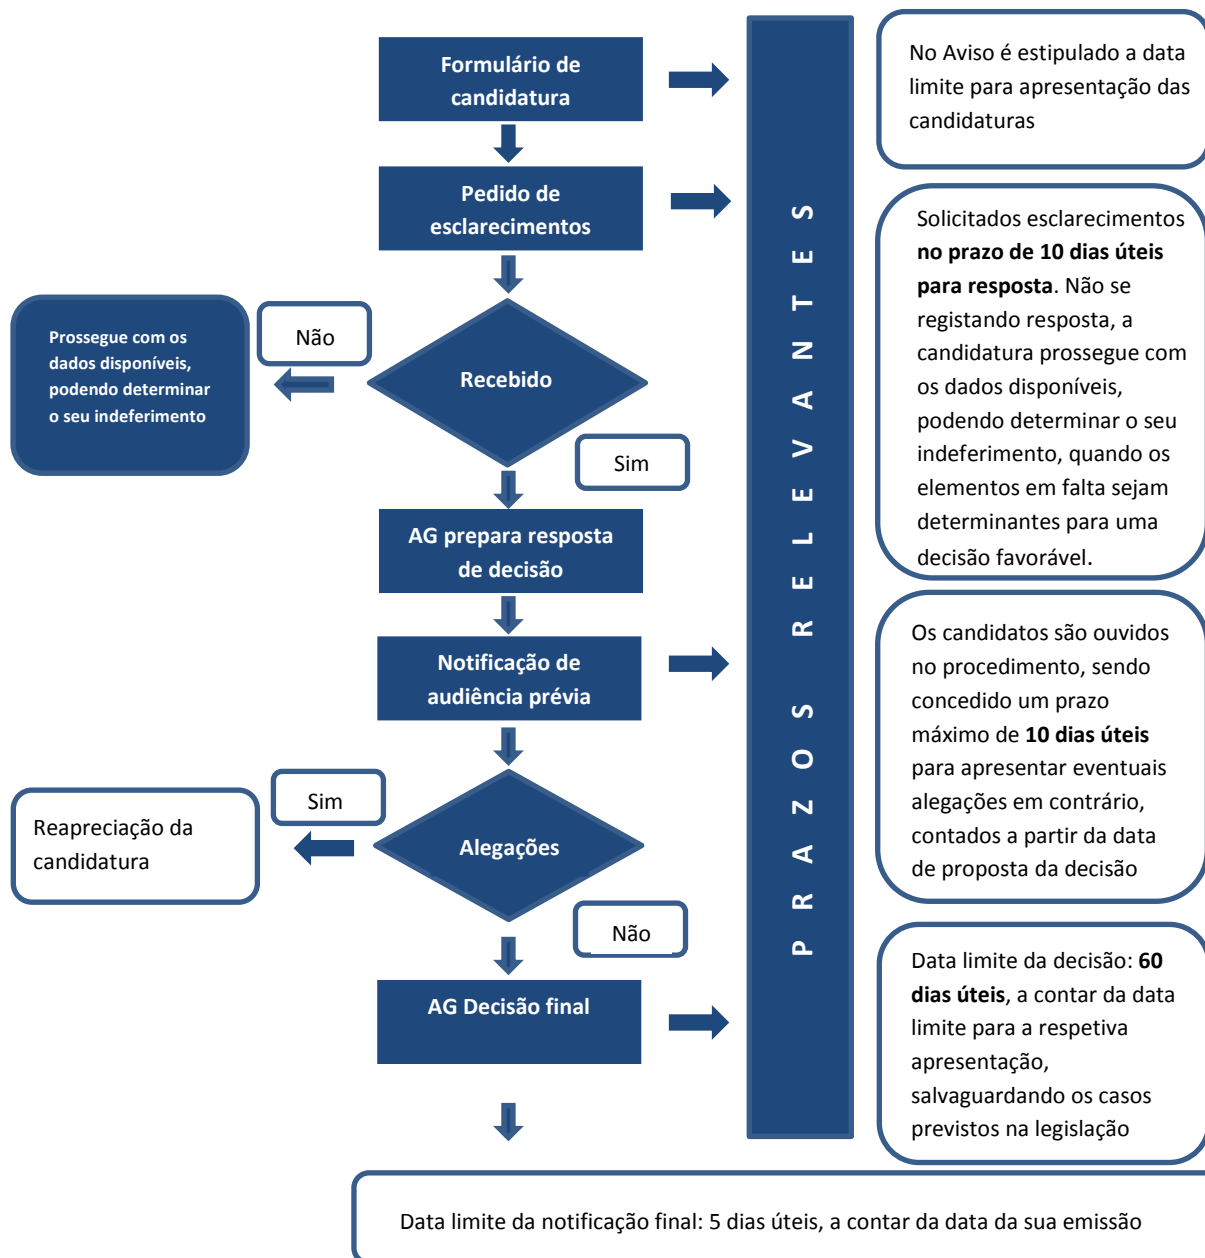 Formulário de
candidatura
No Aviso é estipulado a data
limite para apresentação das
candidaturas
Pedido de
esclarecimentos
Solicitados esclarecimentos
no prazo de 10 dias úteis
para resposta. Não se
registando resposta, a
candidatura prossegue com
os dados disponíveis,
podendo determinar o seu
indeferimento, quando os
elementos em falta sejam
determinantes para uma
decisão favorável.
Recebido
Não
Prossegue com os
dados disponíveis,
podendo determinar
o seu indeferimento
Sim
AG prepara resposta
de decisão
Notificação de
audiência prévia
Os candidatos são ouvidos
no procedimento, sendo
concedido um prazo
máximo de 10 dias úteis
para apresentar eventuais
alegações em contrário,
contados a partir da data
de proposta da decisão
Alegações
Sim
Reapreciação da
candidatura
Não
AG Decisão final
Data limite da decisão: 60
dias úteis, a contar da data
limite para a respetiva
apresentação,
salvaguardando os casos
previstos na legislação
PRAZOS RELEVANTES
Data limite da notificação final: 5 dias úteis, a contar da data da sua emissão